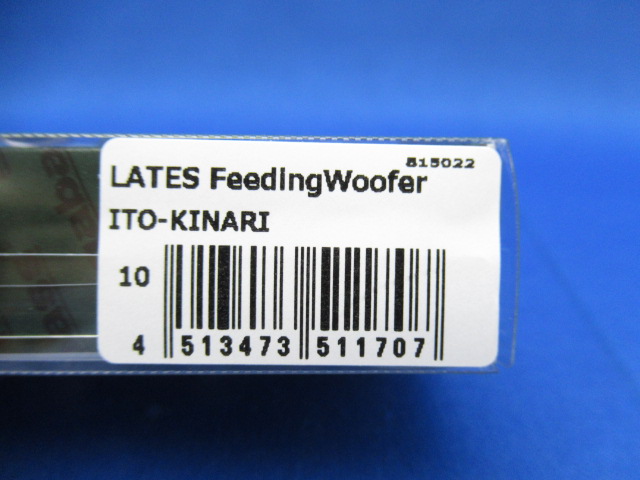 815022
LATES FeedingWoofer
ITO-KINARI
10
4 513473 511707